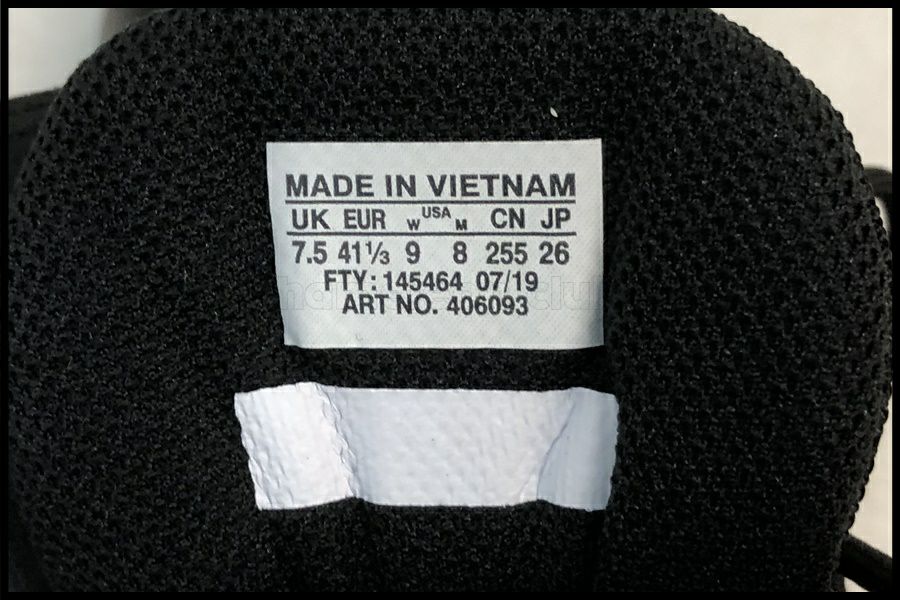 MADE IN VIETNAM
UK EUR W USA M CN JP
7.5 41⅓ 9 8 255 26
FTY: 145464 07/19
ART NO. 406093